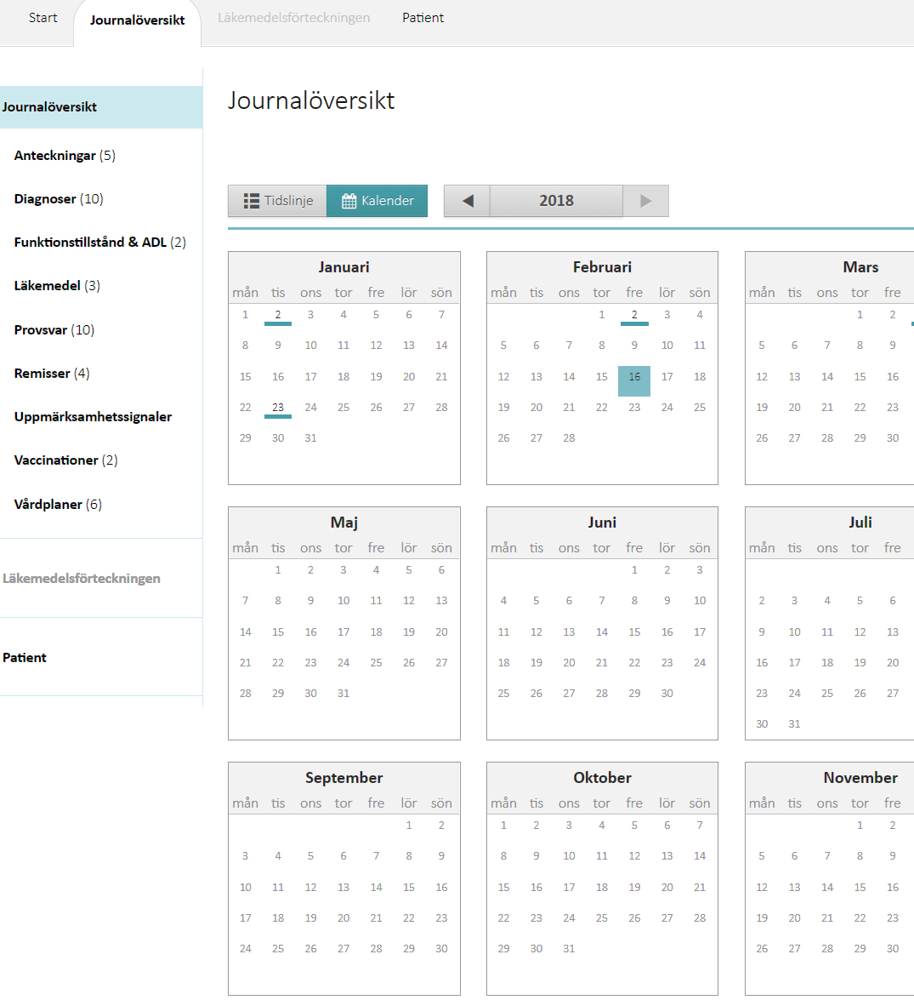 Start Journalöversikt Läkemedelsförteckningen Patient
Journalöversikt
Anteckningar (5)
Diagnoser (10)
Funktionstillstånd & ADL (2)
Läkemedel (3)
Provsvar (10)
Remisser (4)
Uppmärksamhetssignaler
Vaccinationer (2)
Vårdplaner (6)
Läkemedelsförteckningen
Patient
Journalöversikt
Tidslinje Kalender 2018
Januari
mån tis ons tor fre lör sön
1 2 3 4 5 6 7
8 9 10 11 12 13 14
15 16 17 18 19 20 21
22 23 24 25 26 27 28
29 30 31
Februari
mån tis ons tor fre lör sön
1 2 3 4
5 6 7 8 9 10 11
12 13 14 15 16 17 18
19 20 21 22 23 24 25
26 27 28
Mars
mån tis ons tor fre
1 2
5 6 7 8 9
12 13 14 15 16
19 20 21 22 23
26 27 28 29 30
Maj
mån tis ons tor fre lör sön
1 2 3 4 5 6
7 8 9 10 11 12 13
14 15 16 17 18 19 20
21 22 23 24 25 26 27
28 29 30 31
Juni
mån tis ons tor fre lör sön
1 2 3
4 5 6 7 8 9 10
11 12 13 14 15 16 17
18 19 20 21 22 23 24
25 26 27 28 29 30
Juli
mån tis ons tor fre
2 3 4 5 6
9 10 11 12 13
16 17 18 19 20
23 24 25 26 27
30 31
September
mån tis ons tor fre lör sön
1 2
3 4 5 6 7 8 9
10 11 12 13 14 15 16
17 18 19 20 21 22 23
24 25 26 27 28 29 30
Oktober
mån tis ons tor fre lör sön
1 2 3 4 5 6 7
8 9 10 11 12 13 14
15 16 17 18 19 20 21
22 23 24 25 26 27 28
29 30 31
November
mån tis ons tor fre
1 2
5 6 7 8 9
12 13 14 15 16
19 20 21 22 23
26 27 28 29 30